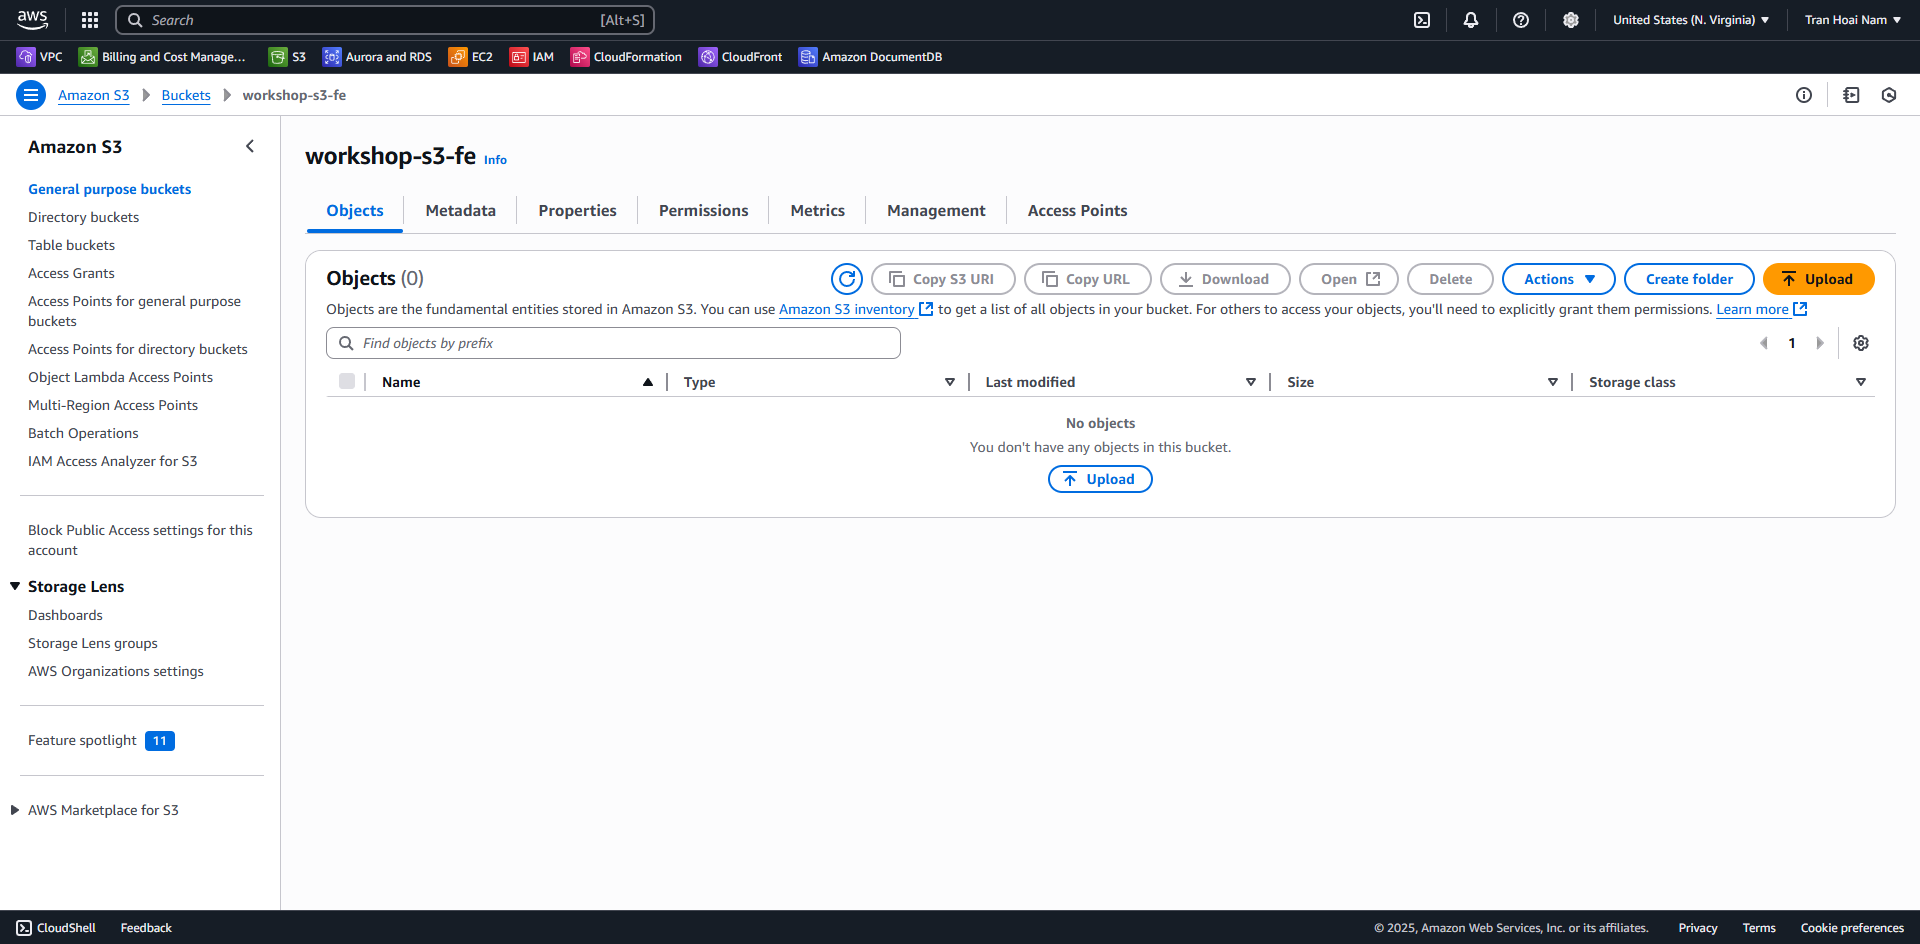 aws
Search [Alt+S]
United States (N. Virginia)
Tran Hoai Nam
VPC
Billing and Cost Manage...
S3
Aurora and RDS
EC2
IAM
CloudFormation
CloudFront
Amazon DocumentDB
Amazon S3
Buckets
workshop-s3-fe
Amazon S3
General purpose buckets
Directory buckets
Table buckets
Access Grants
Access Points for general purpose
buckets
Access Points for directory buckets
Object Lambda Access Points
Multi-Region Access Points
Batch Operations
IAM Access Analyzer for S3
Block Public Access settings for this
account
Storage Lens
Dashboards
Storage Lens groups
AWS Organizations settings
Feature spotlight 11
AWS Marketplace for S3
workshop-s3-fe Info
Objects
Metadata
Properties
Permissions
Metrics
Management
Access Points
Objects (0)
Copy S3 URI
Copy URL
Download
Open
Delete
Actions
Create folder
Upload
Objects are the fundamental entities stored in Amazon S3. You can use Amazon S3 inventory to get a list of all objects in your bucket. For others to access your objects, you'll need to explicitly grant them permissions. Learn more
Find objects by prefix
1
Name
Type
Last modified
Size
Storage class
No objects
You don't have any objects in this bucket.
Upload
CloudShell
Feedback
© 2025, Amazon Web Services, Inc. or its affiliates.
Privacy
Terms
Cookie preferences